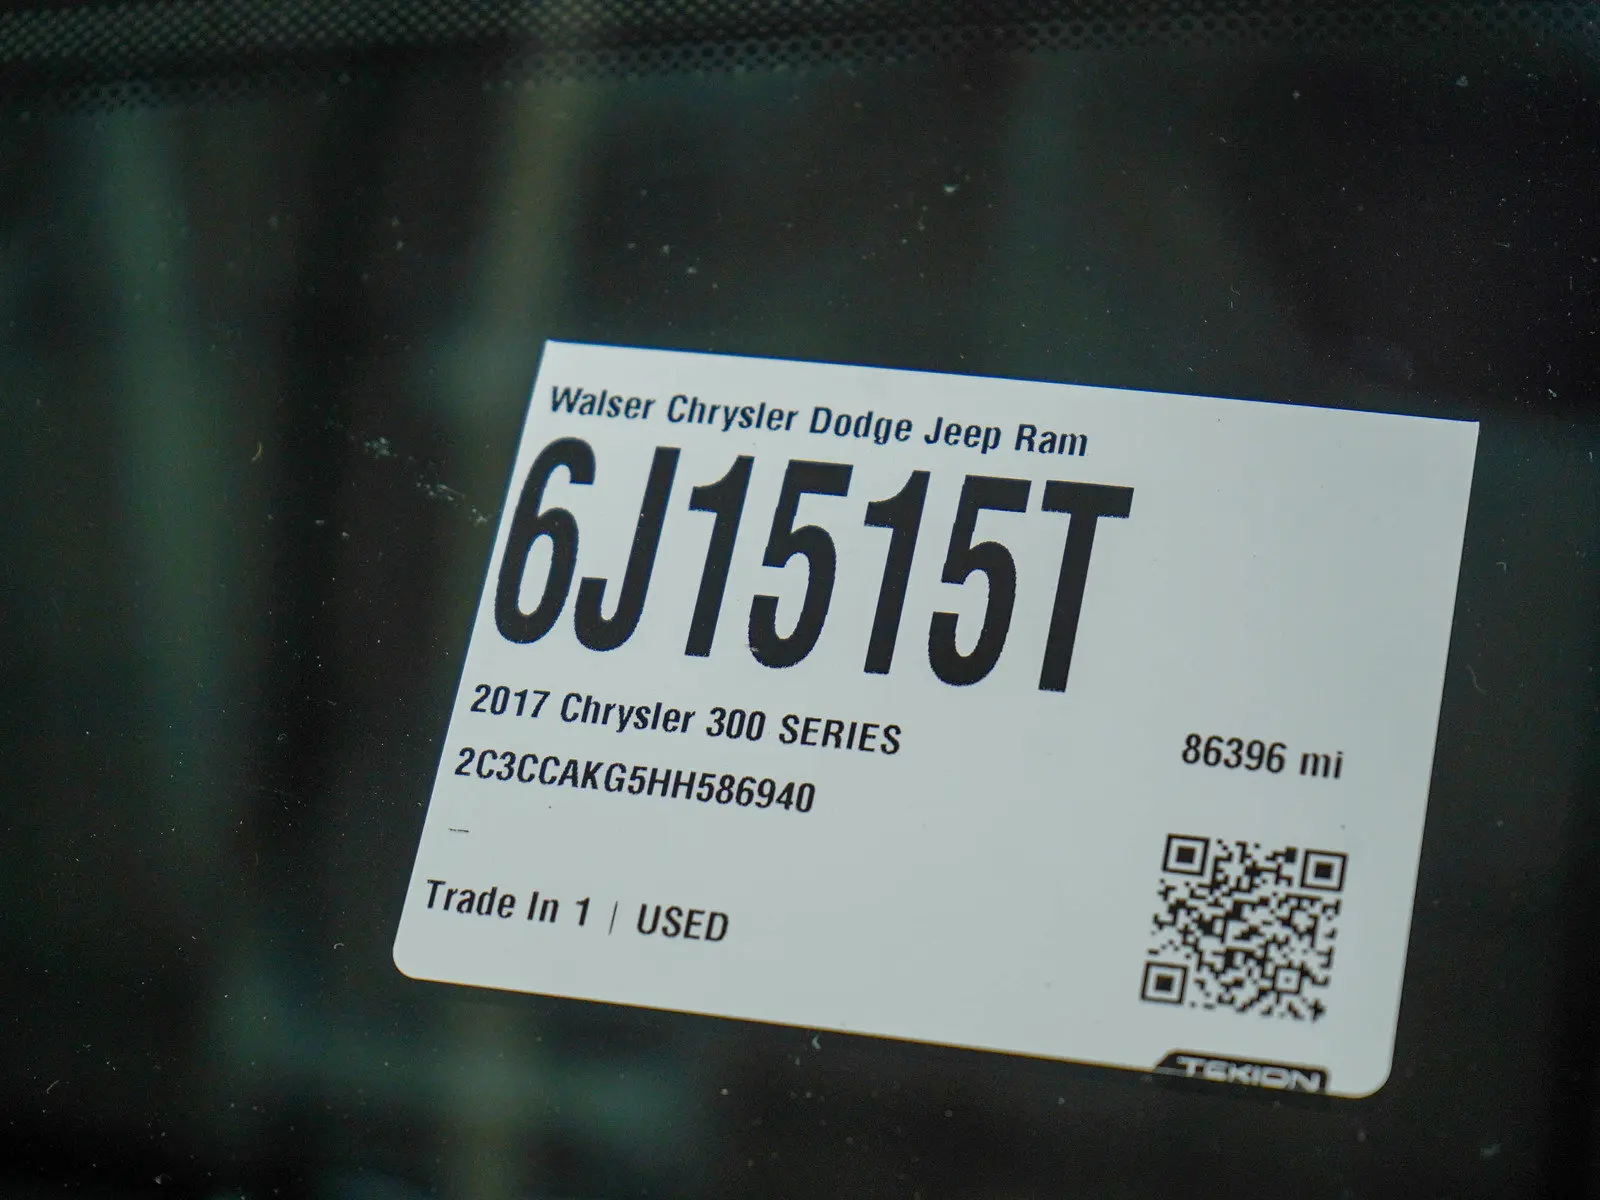 Walser Chrysler Dodge Jeep Ram
6J1515T
2017 Chrysler 300 SERIES
86396 mi
2C3CCAKG5HH586940
—
Trade In 1 | USED
TEKION